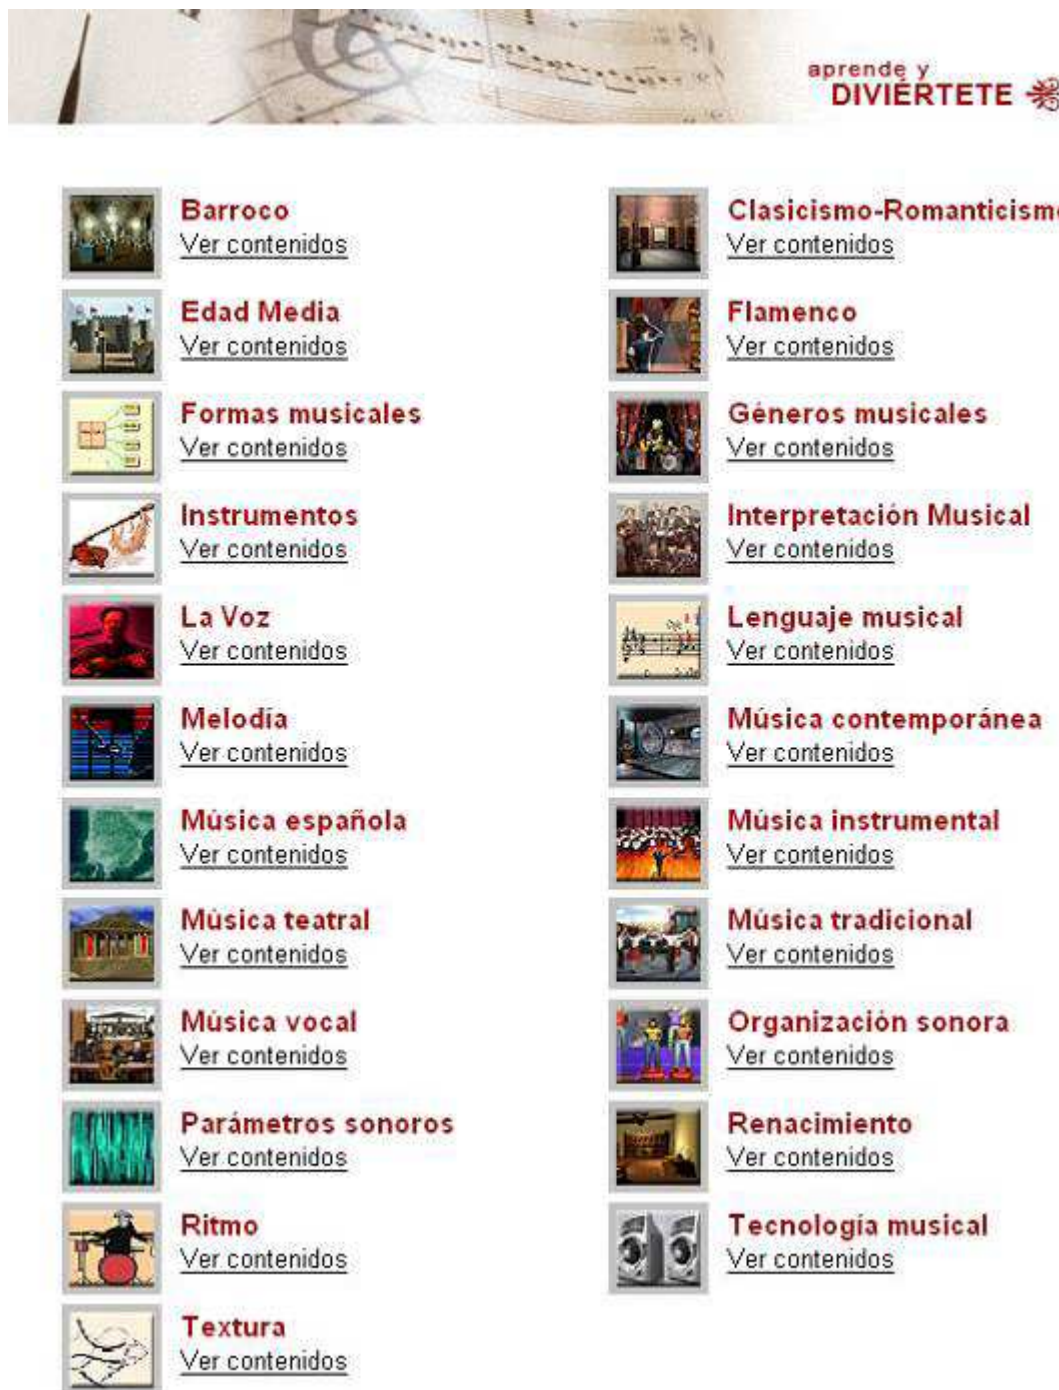 aprende y
DIVIÉRTETE
Barroco
Ver contenidos
Clasicismo-Romanticismo
Ver contenidos
Edad Media
Ver contenidos
Flamenco
Ver contenidos
Formas musicales
Ver contenidos
Géneros musicales
Ver contenidos
Instrumentos
Ver contenidos
Interpretación Musical
Ver contenidos
La Voz
Ver contenidos
Lenguaje musical
Ver contenidos
Melodía
Ver contenidos
Música contemporánea
Ver contenidos
Música española
Ver contenidos
Música instrumental
Ver contenidos
Música teatral
Ver contenidos
Música tradicional
Ver contenidos
Música vocal
Ver contenidos
Organización sonora
Ver contenidos
Parámetros sonoros
Ver contenidos
Renacimiento
Ver contenidos
Ritmo
Ver contenidos
Tecnología musical
Ver contenidos
Textura
Ver contenidos